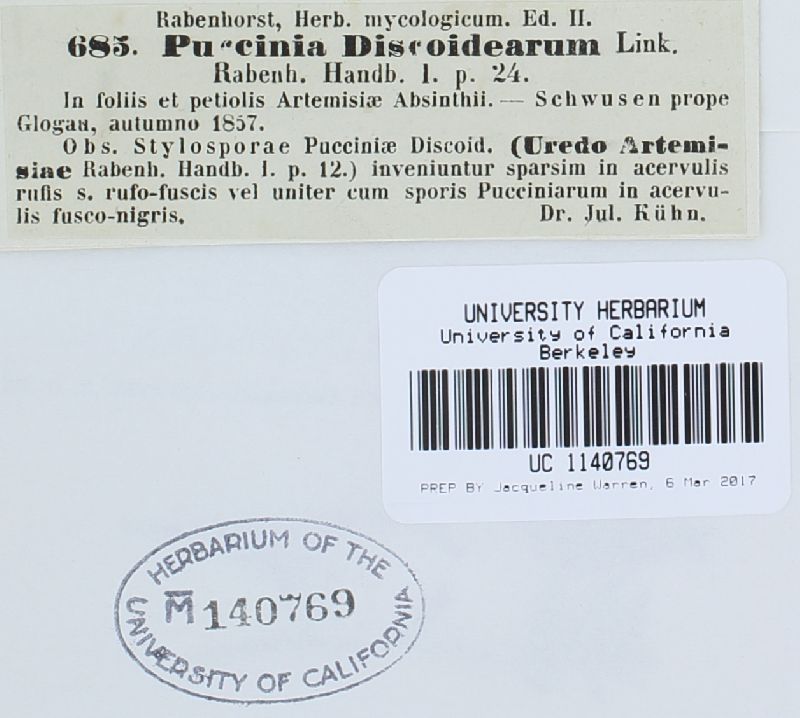 Rabenhorst, Herb. mycologicum. Ed. II.
685. Puccinia Discoidearum Link.
Rabenh. Handb. I. p. 24.
In foliis et petiolis Artemisiæ Absinthii. — Schwusen prope
Glogau, autumno 1857.
Obs. Stylosporae Pucciniæ Discoid. (Uredo Artemi-
siae Rabenh. Handb. I. p. 12.) inveniuntur sparsim in acervulis
rufis s. rufo-fuscis vel uniter cum sporis Pucciniarum in acervu-
lis fusco-nigris.
Dr. Jul. Kühn.
UNIVERSITY HERBARIUM
University of California
Berkeley
UC 1140769
PREP BY Jacqueline Warren, 6 Mar 2017
HERBARIUM OF THE
M̅ 140769
UNIVERSITY OF CALIFORNIA